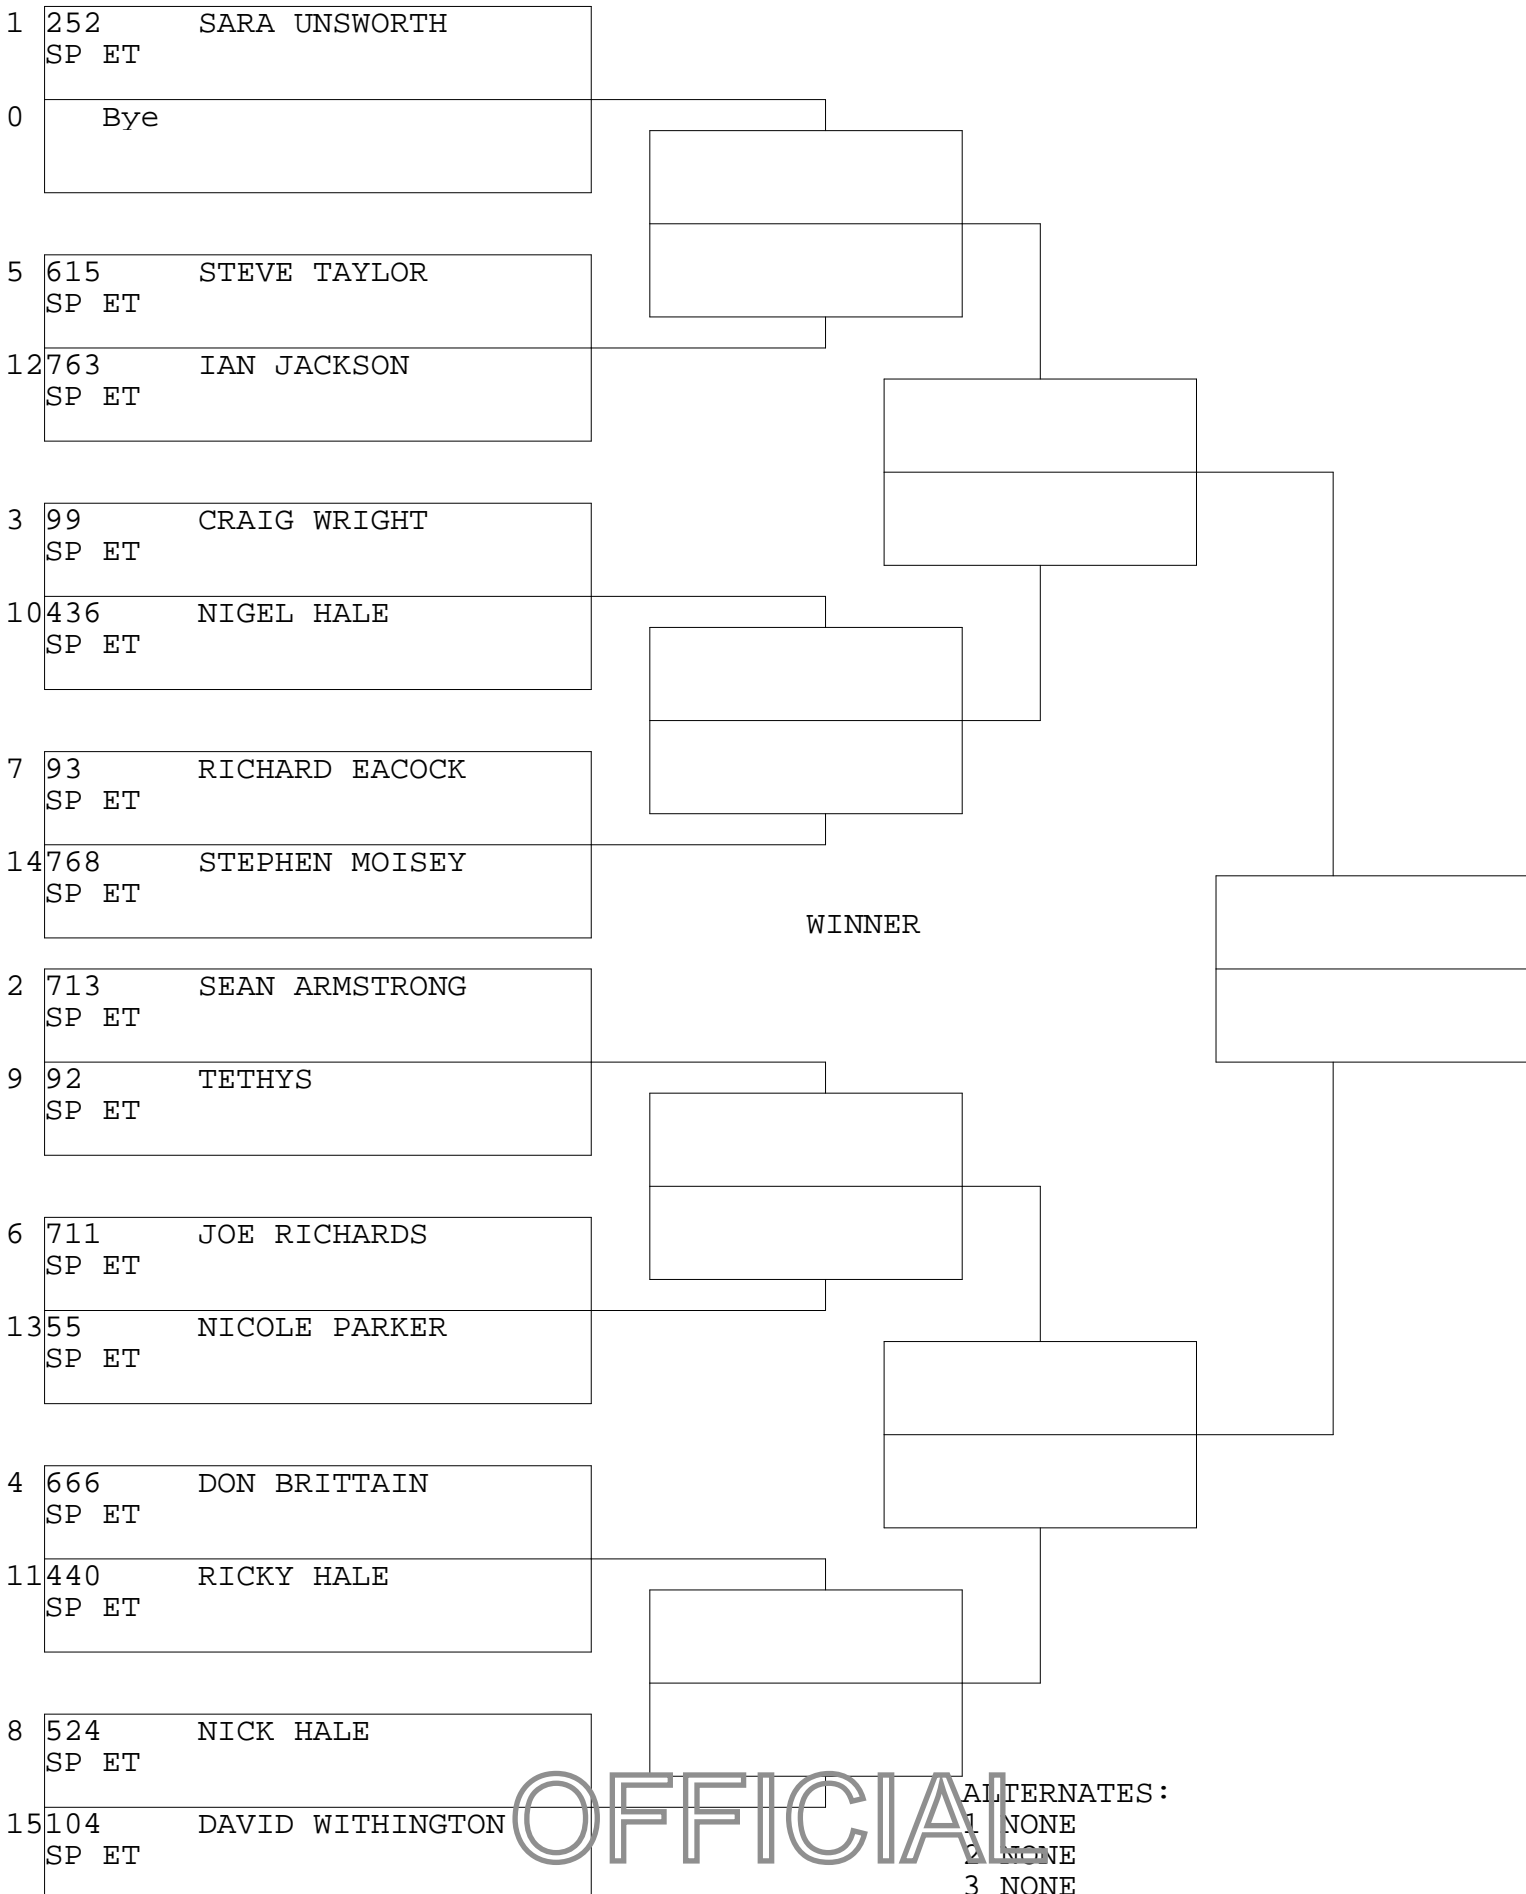 1 252 SARA UNSWORTH
SP ET
0 Bye
5 615 STEVE TAYLOR
SP ET
12 763 IAN JACKSON
SP ET
3 99 CRAIG WRIGHT
SP ET
10 436 NIGEL HALE
SP ET
7 93 RICHARD EACOCK
SP ET
14 768 STEPHEN MOISEY
SP ET
WINNER
2 713 SEAN ARMSTRONG
SP ET
9 92 TETHYS
SP ET
6 711 JOE RICHARDS
SP ET
13 55 NICOLE PARKER
SP ET
4 666 DON BRITTAIN
SP ET
11 440 RICKY HALE
SP ET
8 524 NICK HALE
SP ET
15 104 DAVID WITHINGTON
SP ET
OFFICIAL
ALTERNATES:
1 NONE
2 NONE
3 NONE